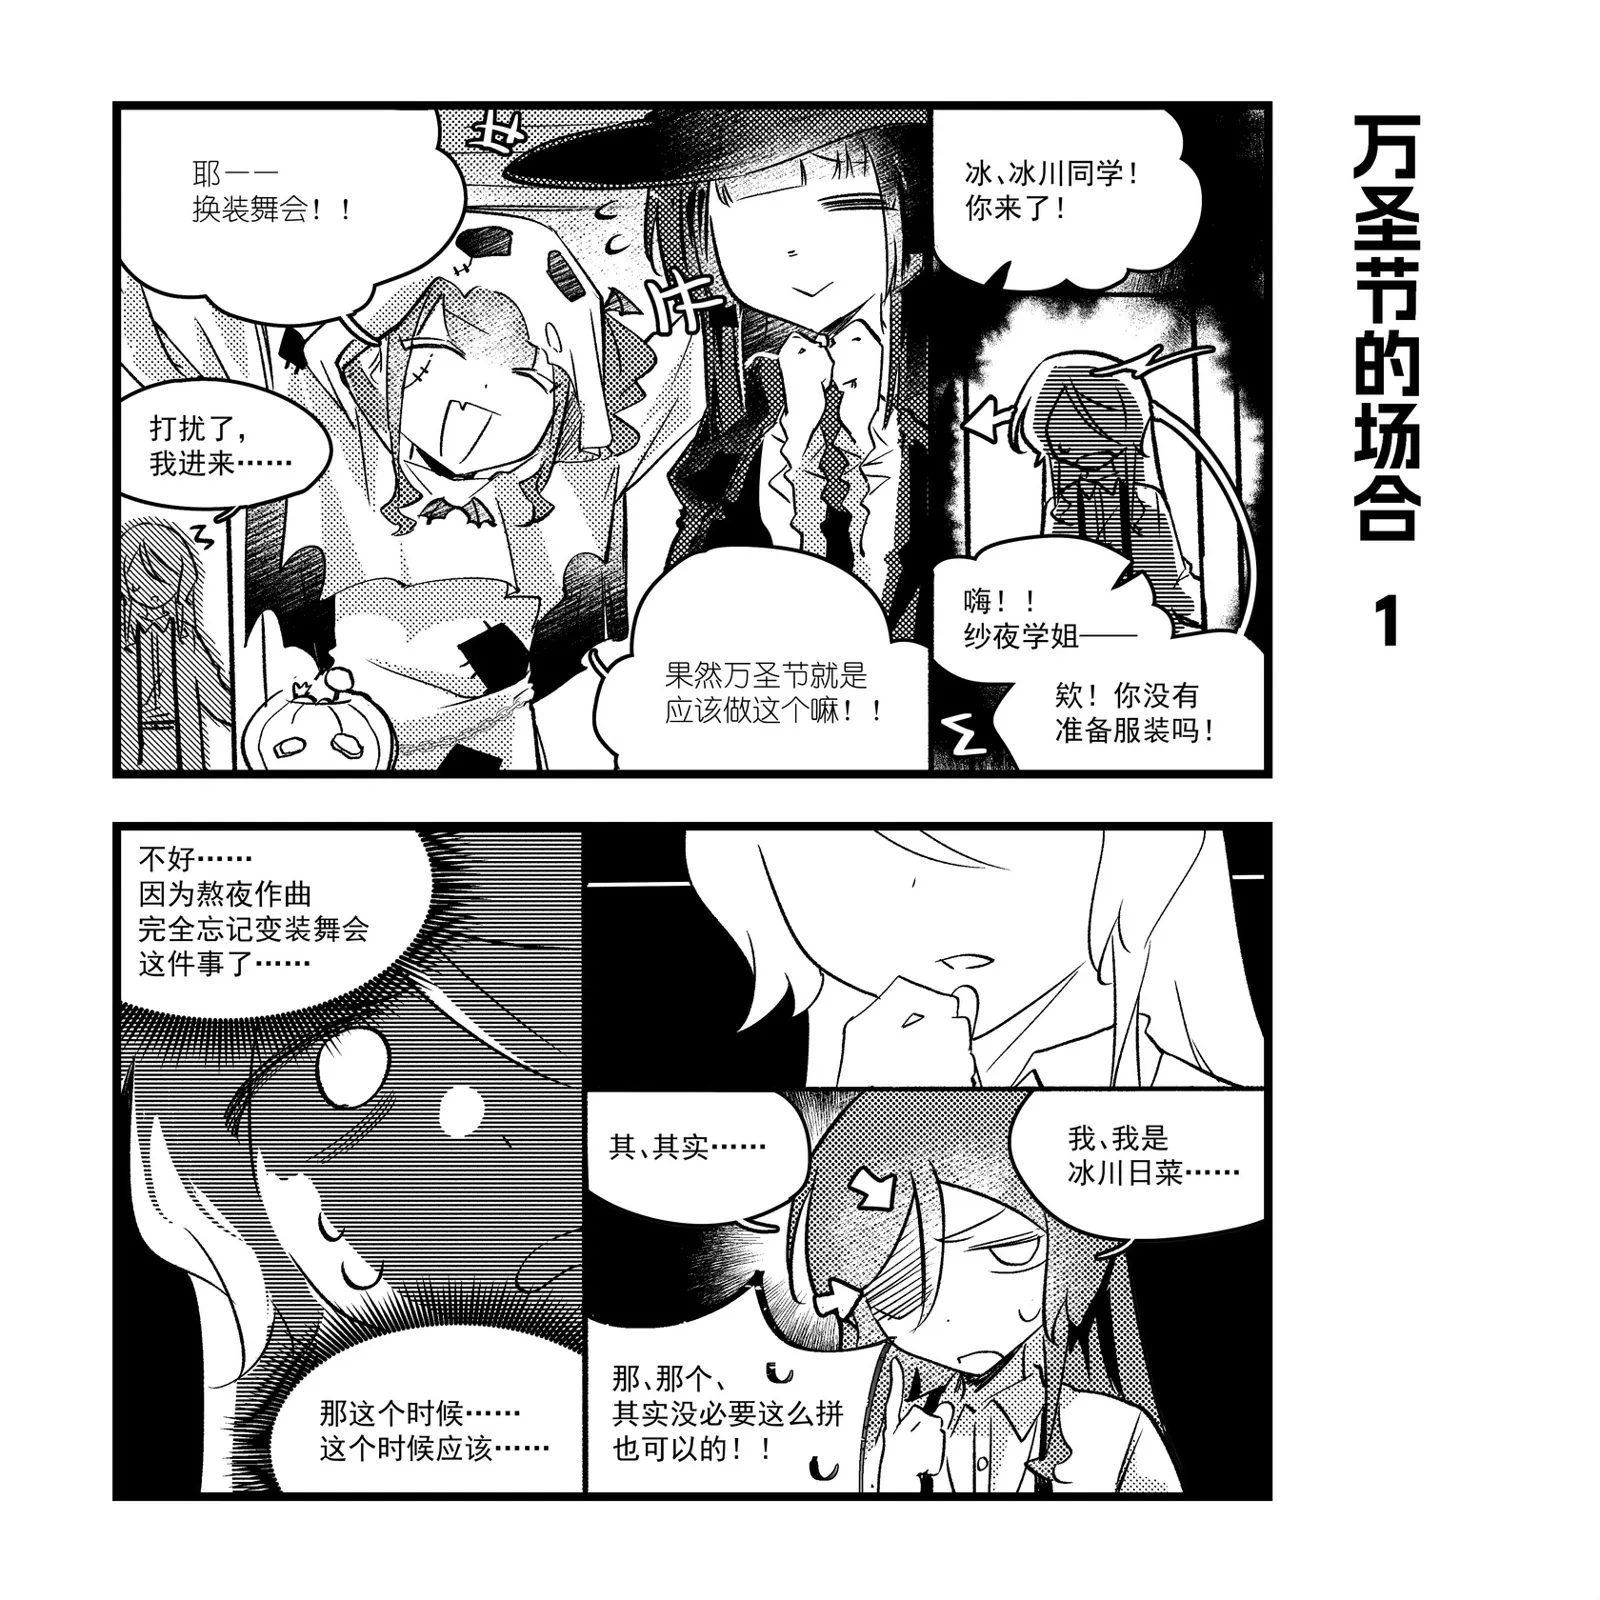 万圣节的场合 1
耶——
换装舞会！！
打扰了，
我进来……
果然万圣节就是
应该做这个嘛！！
冰、冰川同学！
你来了！
嗨！！
纱夜学姐——
欸！你没有
准备服装吗！
不好……
因为熬夜作曲
完全忘记变装舞会
这件事了……
那这个时候……
这个时候应该……
其、其实……
我、我是
冰川日菜……
那、那个、
其实没必要这么拼
也可以的！！